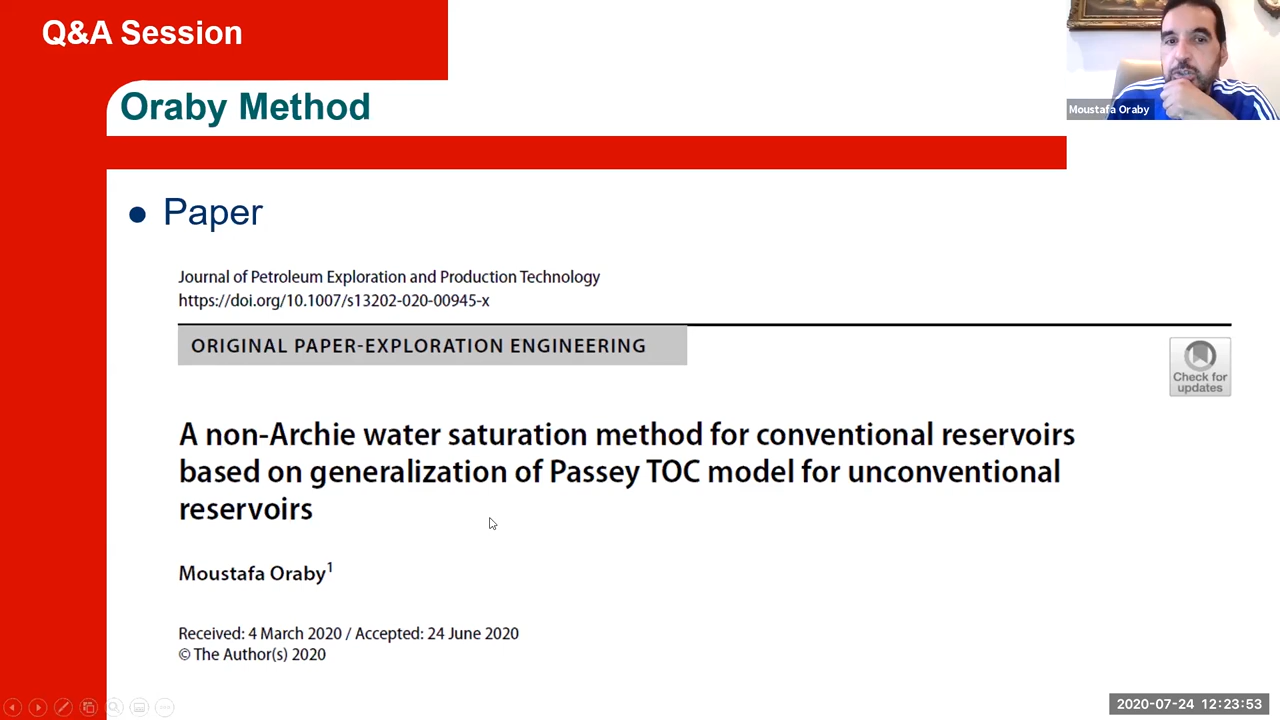 Q&A Session
Moustafa Oraby
Oraby Method
Paper
Journal of Petroleum Exploration and Production Technology
https://doi.org/10.1007/s13202-020-00945-x
ORIGINAL PAPER-EXPLORATION ENGINEERING
Check for
updates
A non-Archie water saturation method for conventional reservoirs
based on generalization of Passey TOC model for unconventional
reservoirs
Moustafa Oraby1
Received: 4 March 2020 / Accepted: 24 June 2020
© The Author(s) 2020
2020-07-24 12:23:53